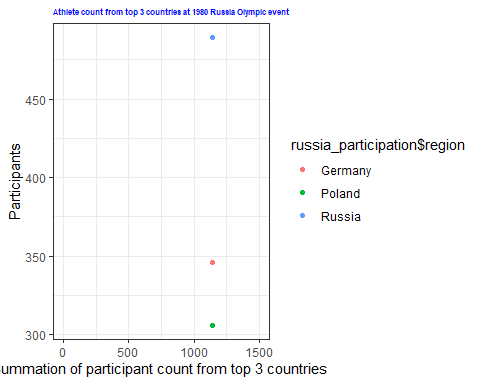 Athlete count from top 3 countries at 1980 Russia Olympic event
450
400
350
300
Participants
0 500 1000 1500
ummation of participant count from top 3 countries
russia_participation$region
Germany
Poland
Russia